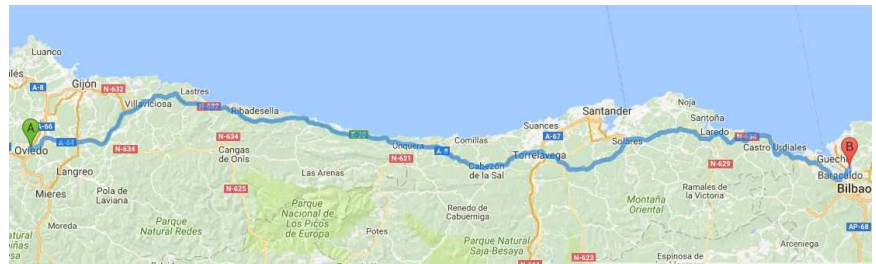 Luanco
A-8
Gijón
N-632
Lastres
Villaviciosa
Ribadesella
A-66
A
Oviedo
A-64
N-634
N-634
Cangas
de Onís
Langreo
Mieres
Pola de
Laviana
N-625
Las Arenas
Unquera
N-621
A-8
Comillas
Cabezón
de la Sal
Suances
A-67
Torrelavega
Santander
Solares
Noja
Santoña
Laredo
N-629
Castro Urdiales
Guecho
B
Baracaldo
Bilbao
Ramales de
la Victoria
Montaña
Oriental
Renedo de
Cabuérniga
Parque
Nacional de
Los Picos
de Europa
Potes
Parque
Natural Redes
Moreda
Parque Natural
Saja-Besaya
N-623
Espinosa de
Arceniega
AP-68